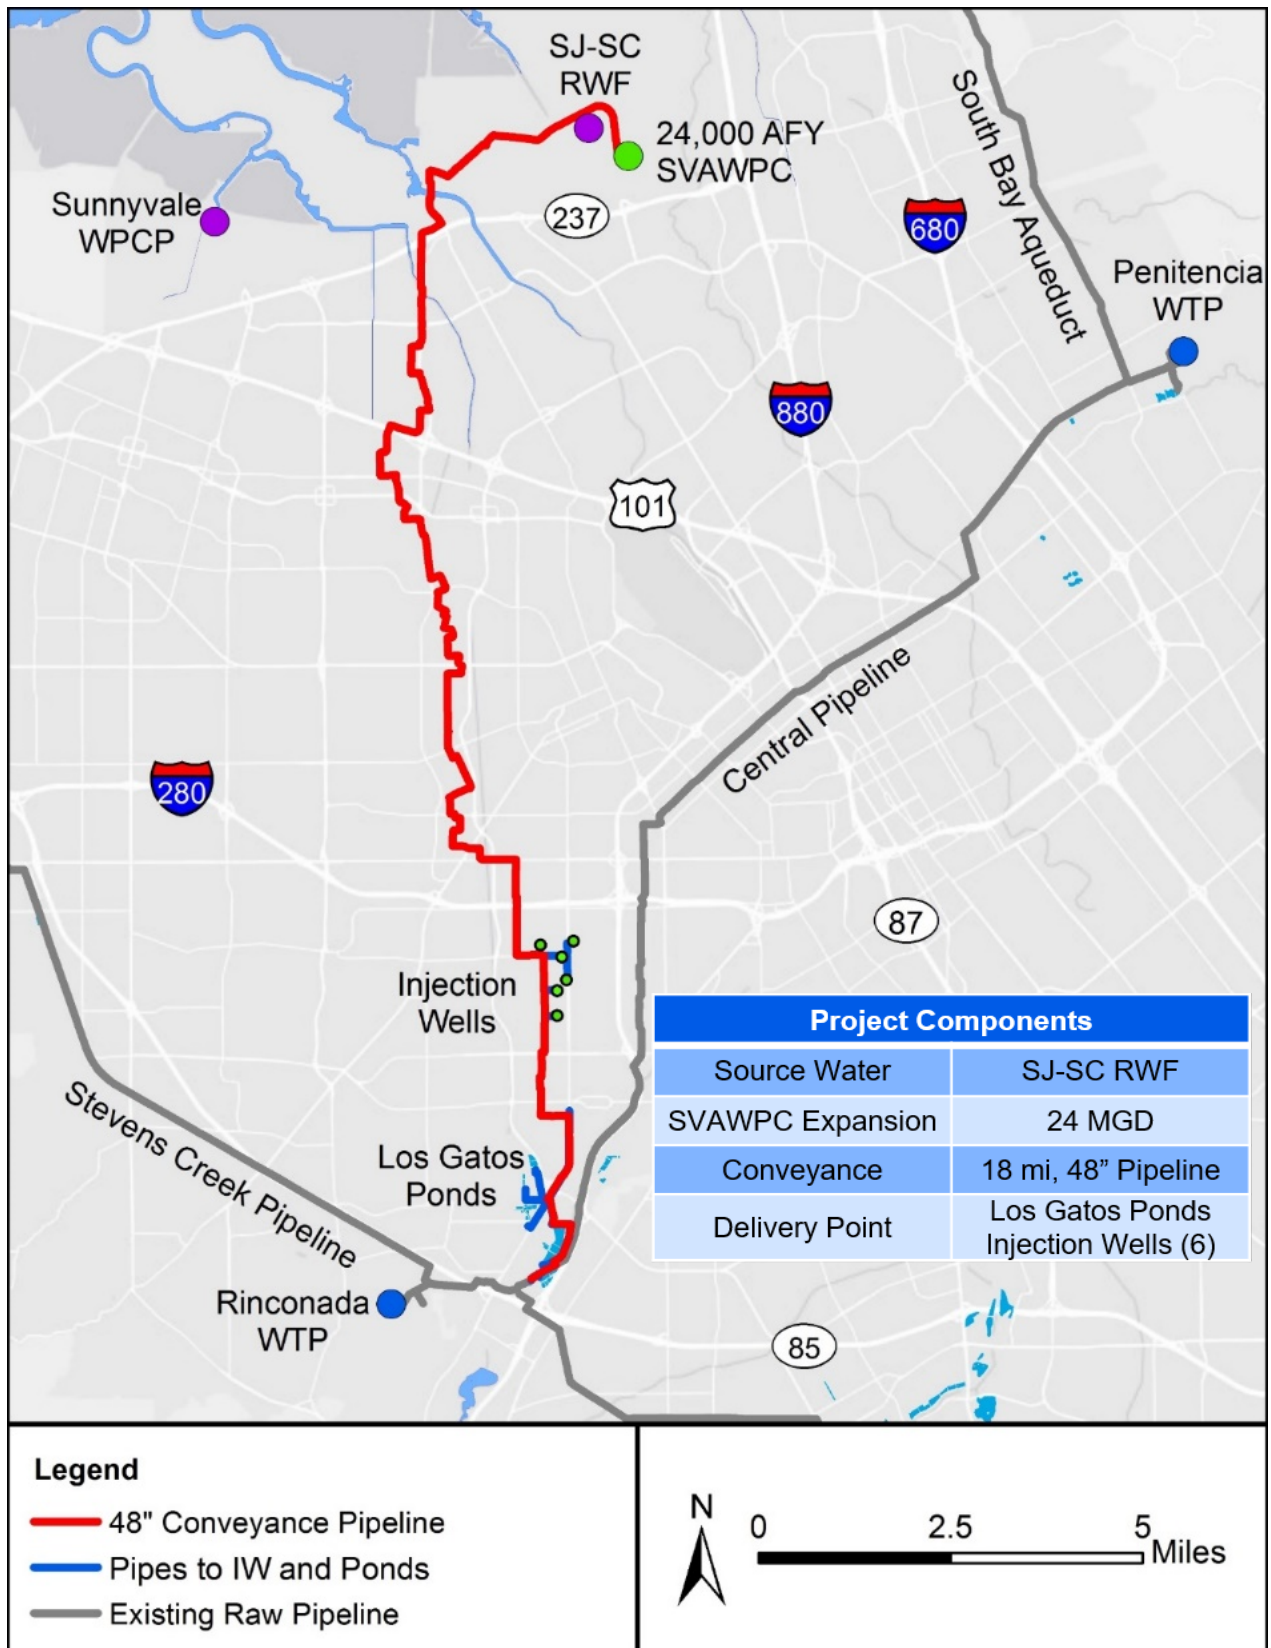 SJ-SC
RWF
24,000 AFY
SVAWPC
South Bay Aqueduct
Sunnyvale
WPCP
237
680
Penitencia
WTP
880
101
Central Pipeline
280
87
Injection
Wells
Project Components
Source Water SJ-SC RWF
SVAWPC Expansion 24 MGD
Conveyance 18 mi, 48” Pipeline
Delivery Point Los Gatos Ponds
Injection Wells (6)
Stevens Creek Pipeline
Los Gatos
Ponds
Rinconada
WTP
85
Legend
48" Conveyance Pipeline
Pipes to IW and Ponds
Existing Raw Pipeline
N
0 2.5 5
Miles